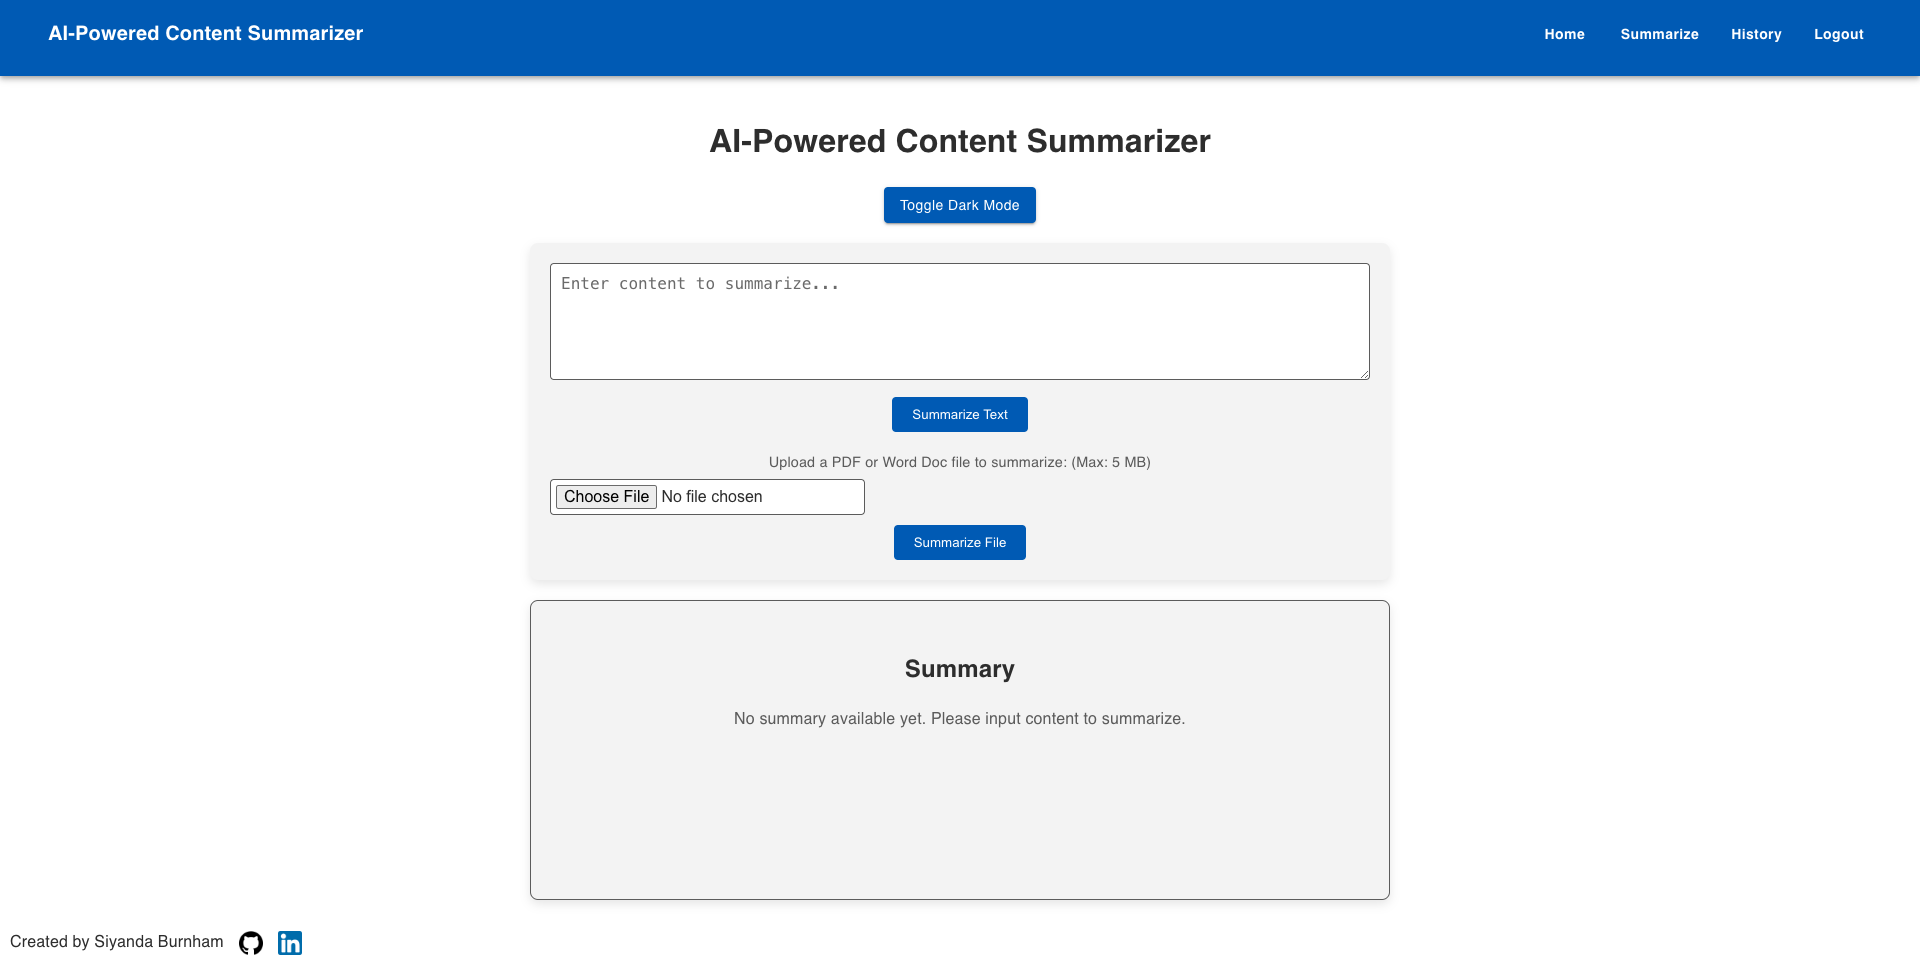 AI-Powered Content Summarizer
Home Summarize History Logout
AI-Powered Content Summarizer
Toggle Dark Mode
Enter content to summarize...
Summarize Text
Upload a PDF or Word Doc file to summarize: (Max: 5 MB)
Choose File No file chosen
Summarize File
Summary
No summary available yet. Please input content to summarize.
Created by Siyanda Burnham in